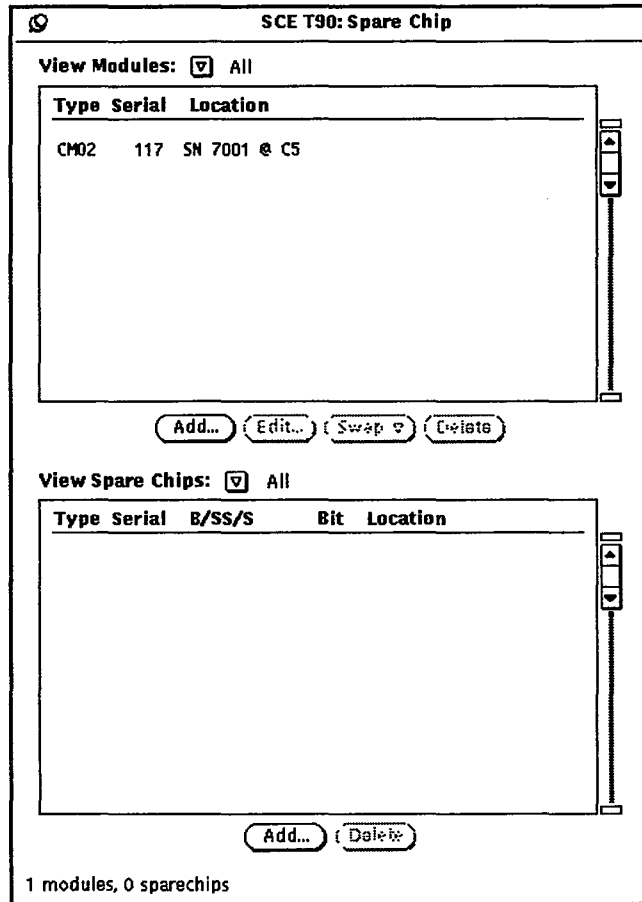 SCE T90: Spare Chip
View Modules: All
Type Serial Location
CM02 117 SN 7001 @ C5
Add... Edit... Swap Delete
View Spare Chips: All
Type Serial B/SS/S Bit Location
Add... Delete
1 modules, 0 sparechips